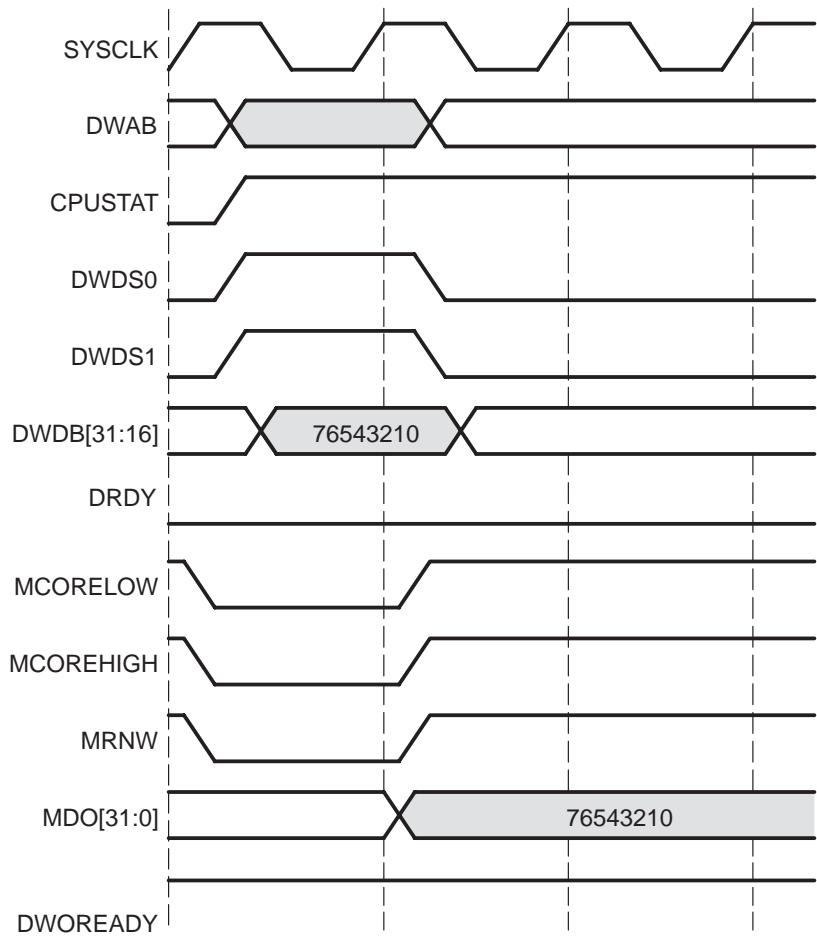 SYSCLK
DWAB
CPUSTAT
DWDS0
DWDS1
DWDB[31:16] 76543210
DRDY
MCORELOW
MCOREHIGH
MRNW
MDO[31:0] 76543210
DWOREADY